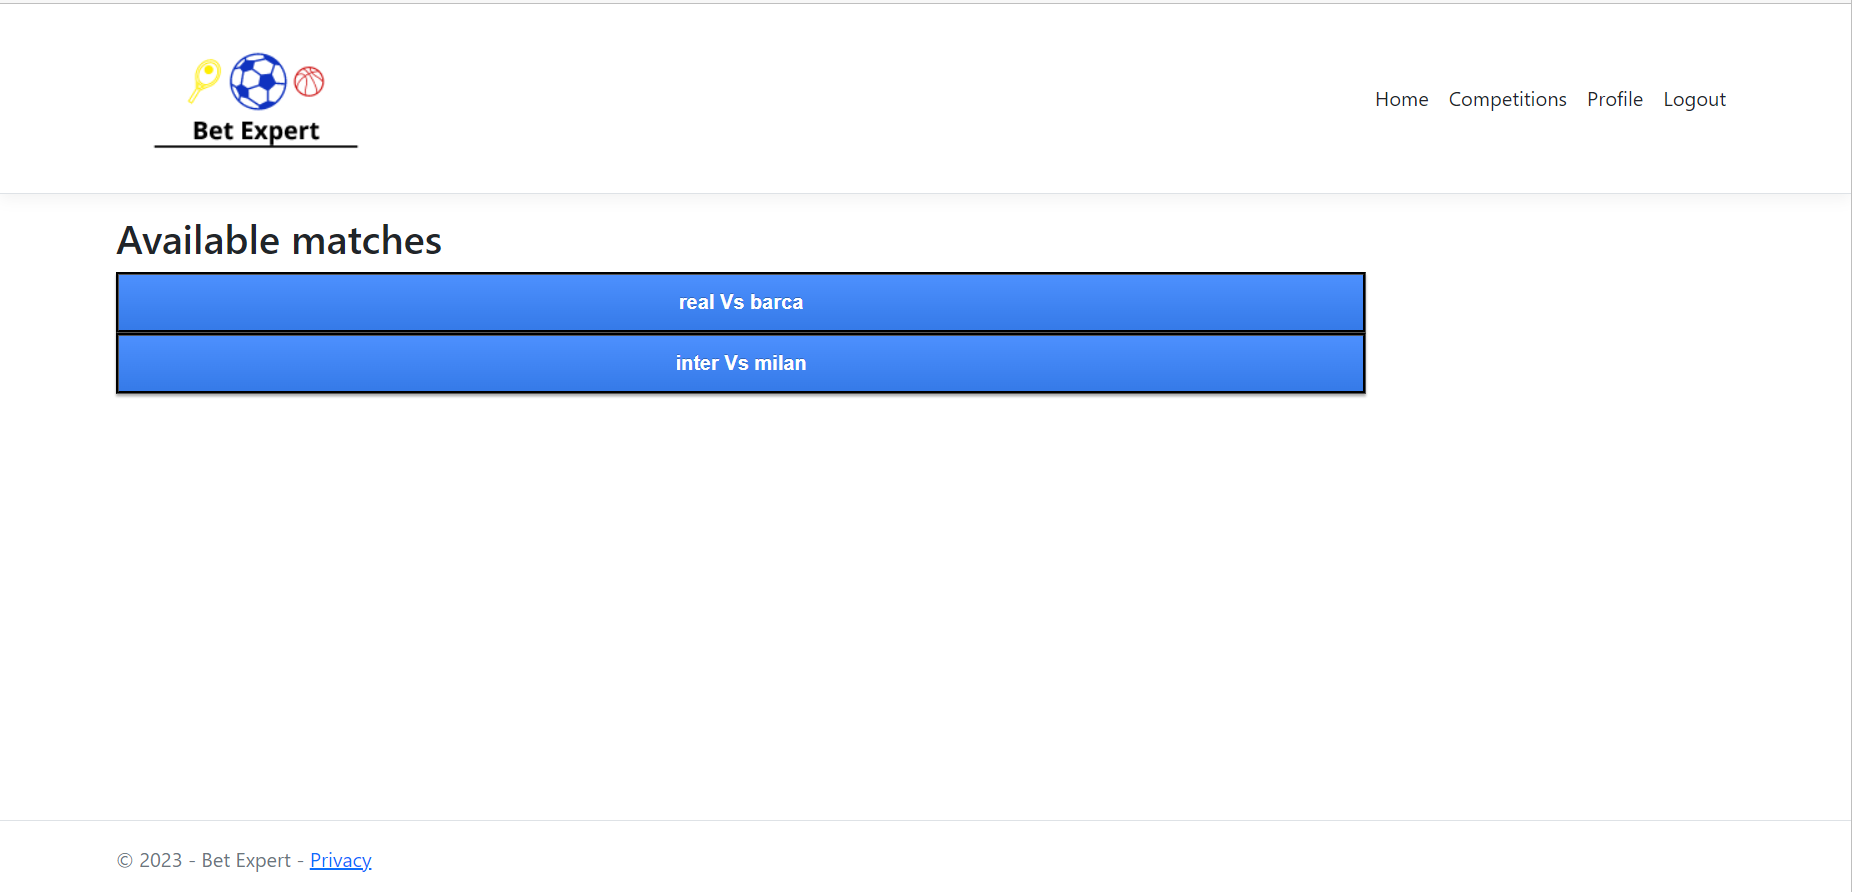 Bet Expert
Home Competitions Profile Logout
Available matches
real Vs barca
inter Vs milan
© 2023 - Bet Expert - Privacy